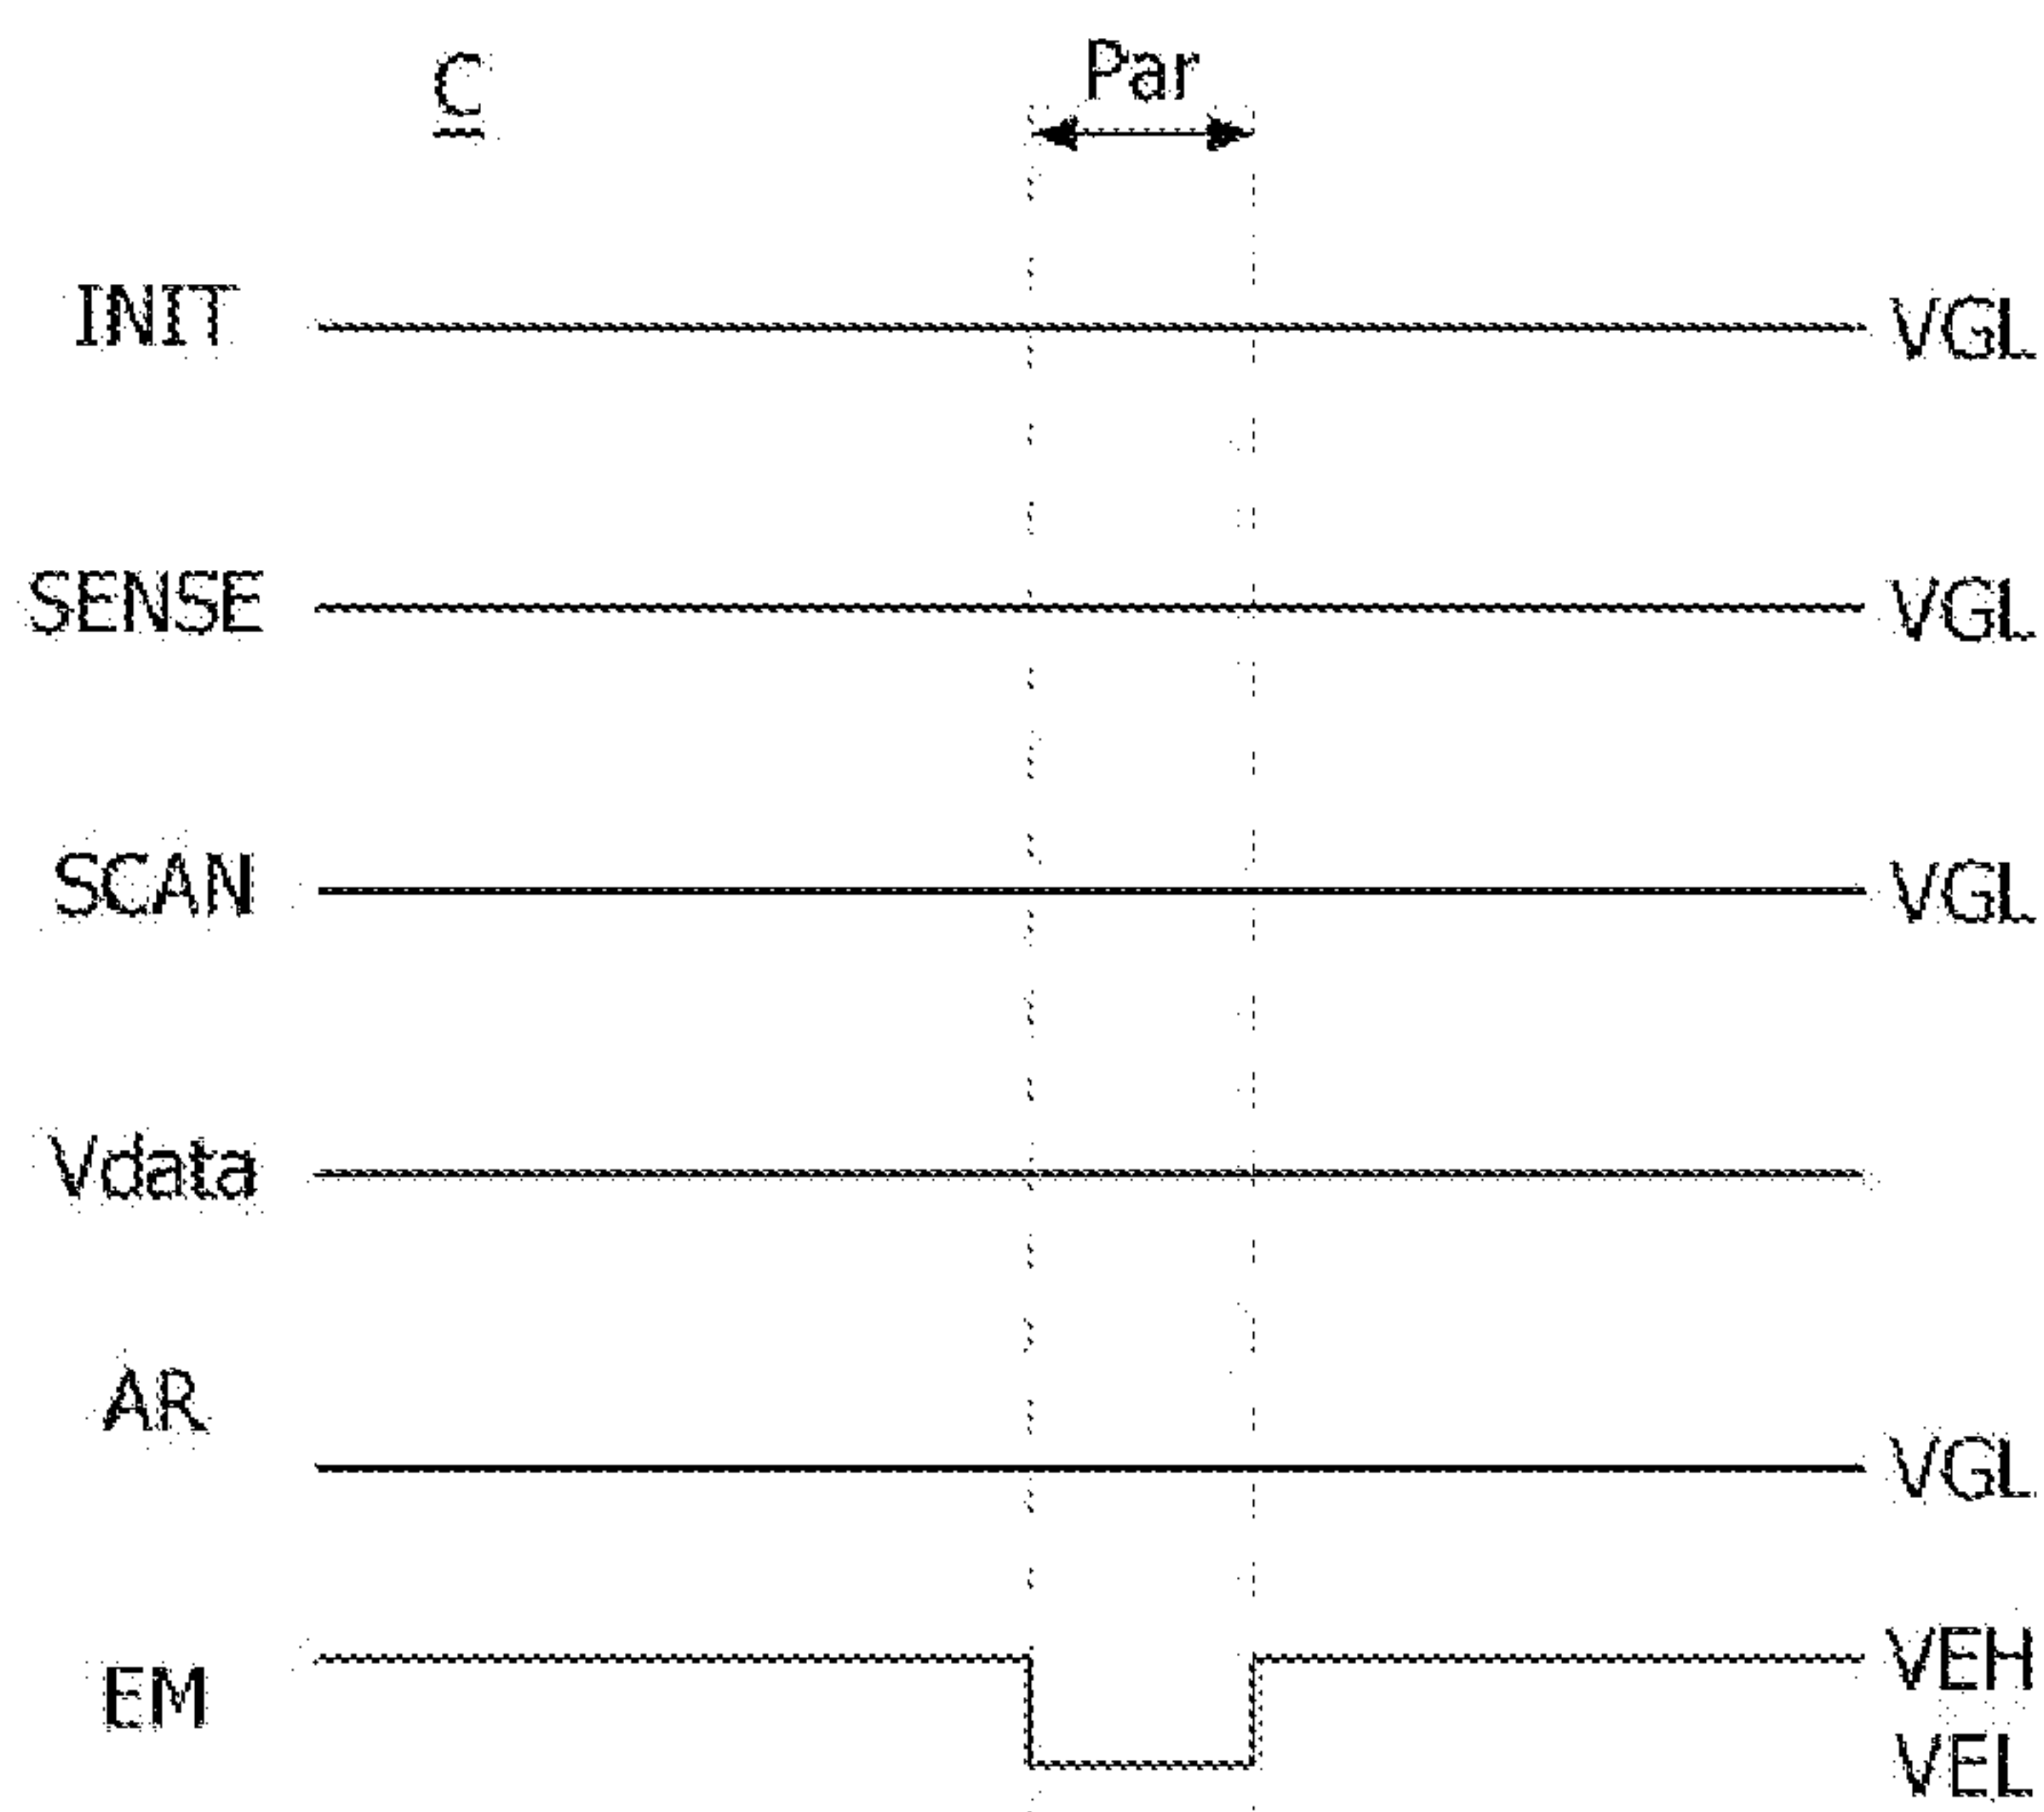 C
Par
INIT VGL
SENSE VGL
SCAN VGL
Vdata
AR
VGL
EM VEH
VEL